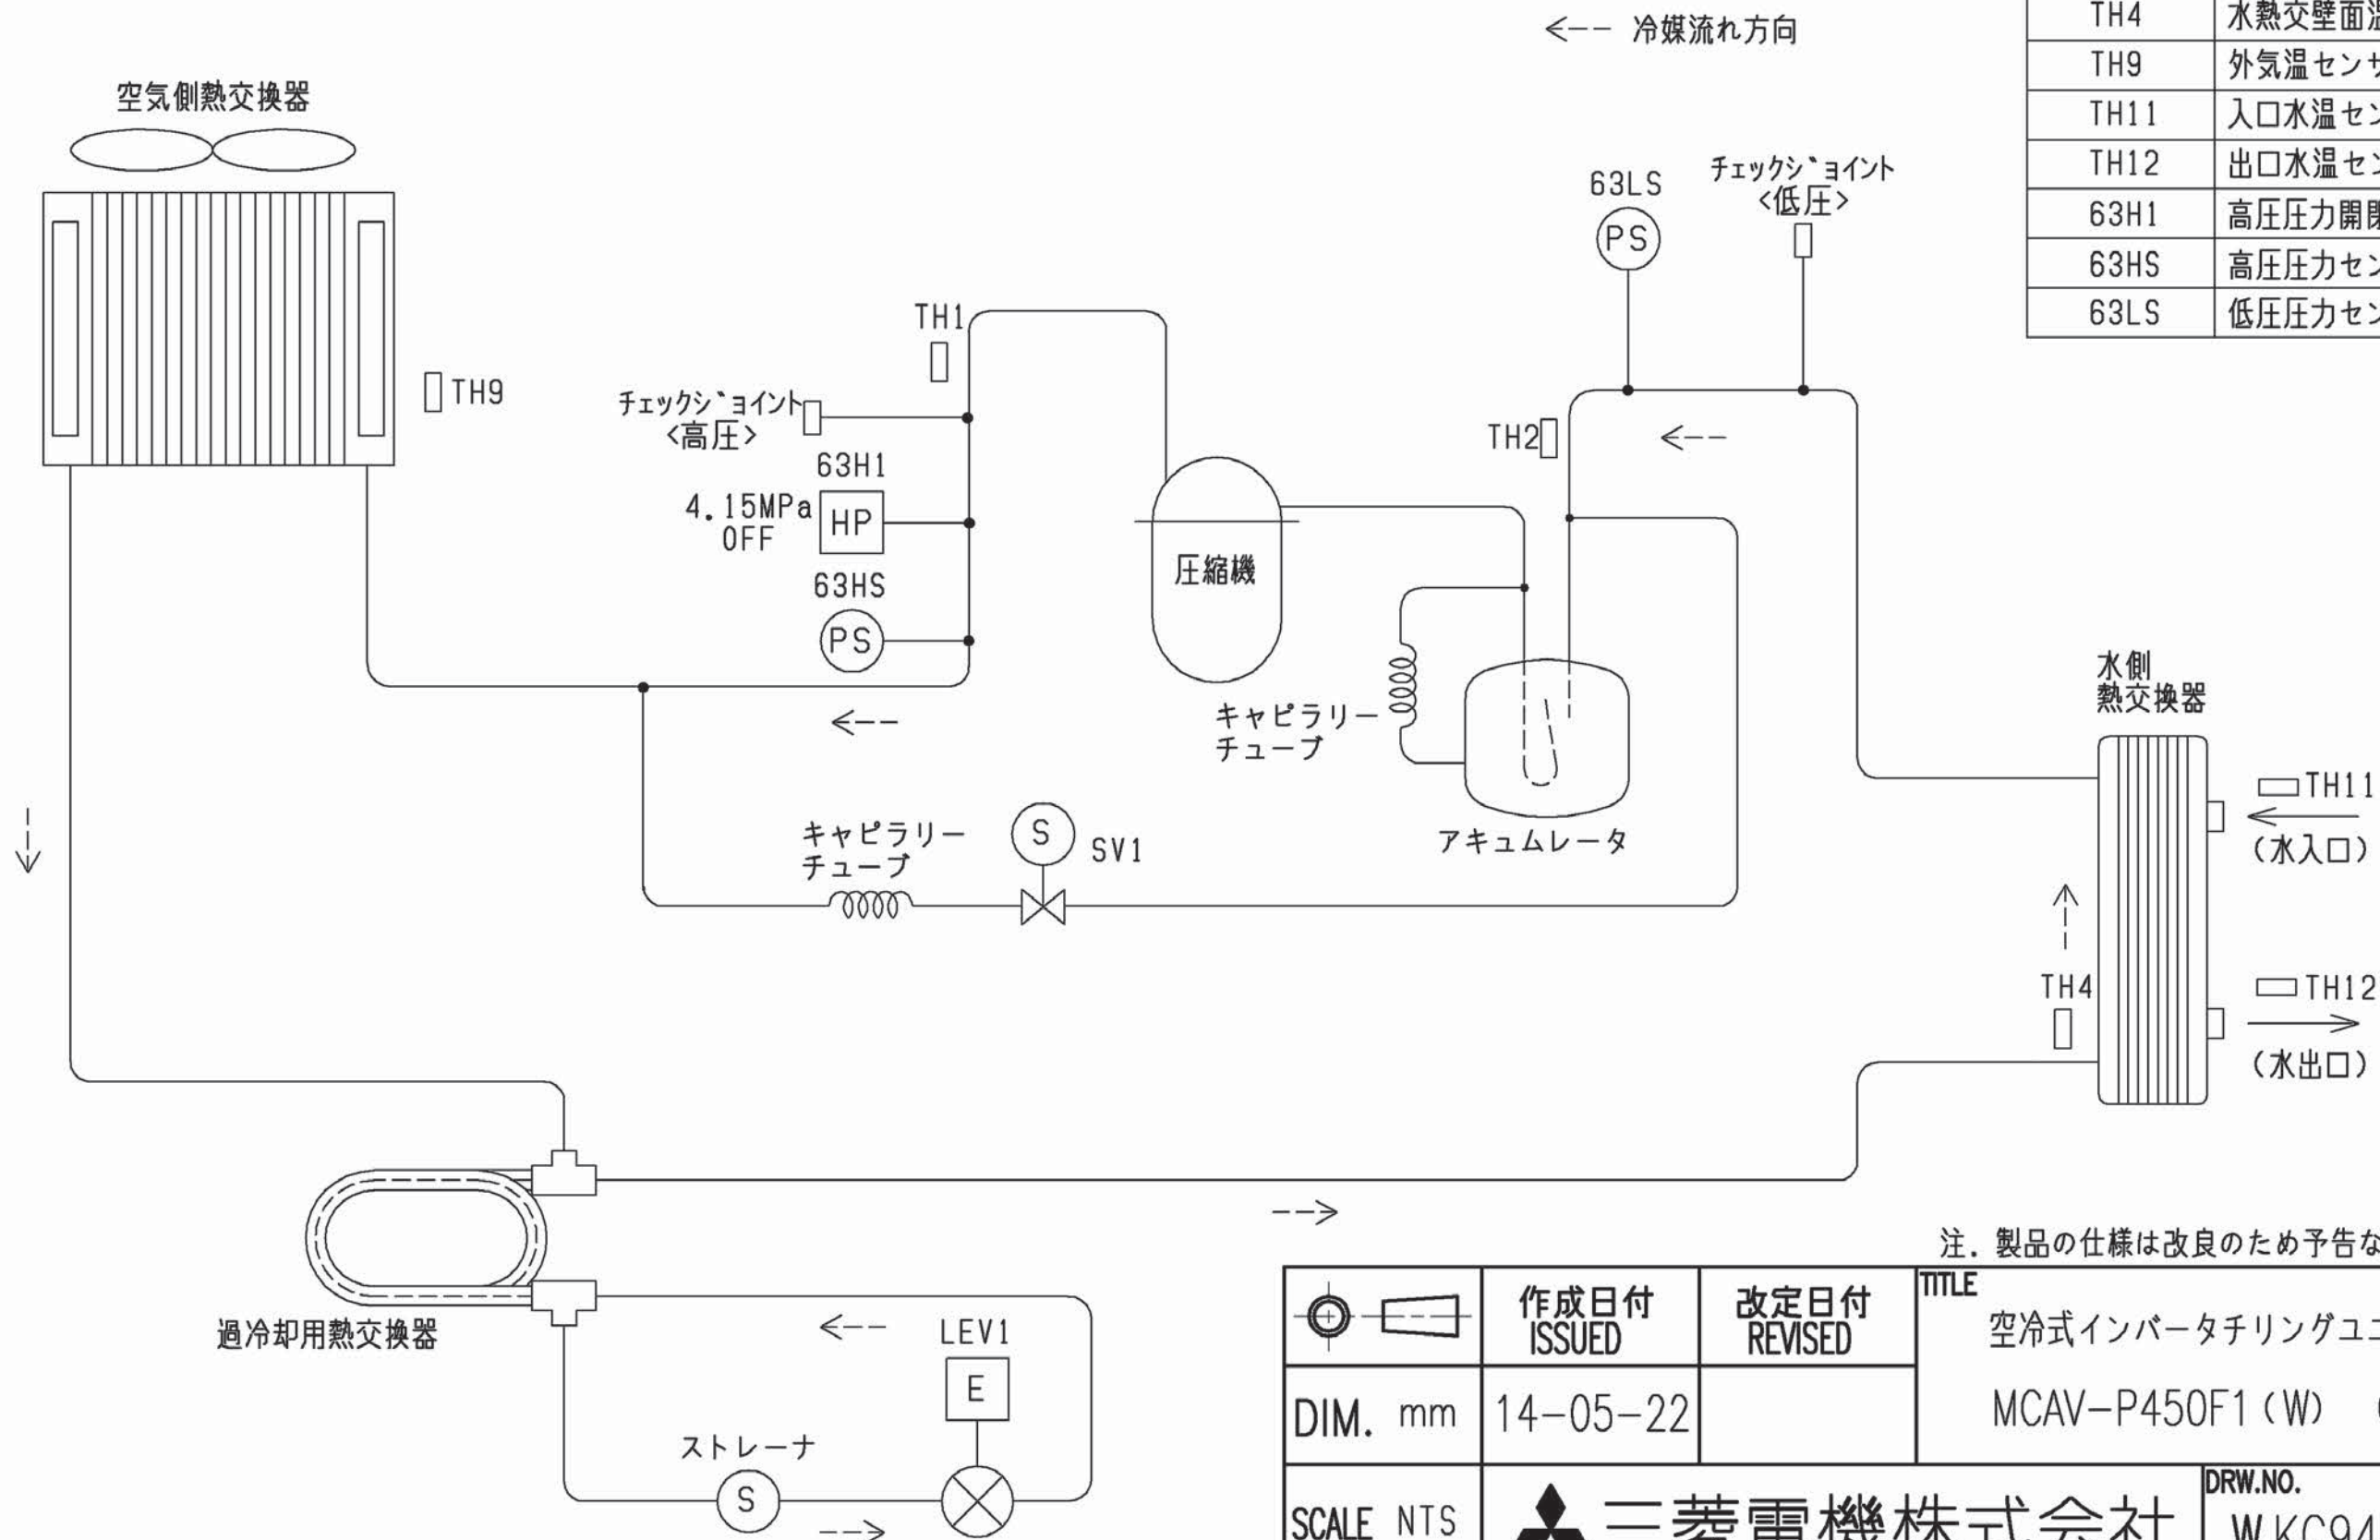 ←-- 冷媒流れ方向
TH4 水熱交壁面温
TH9 外気温センサ
TH11 入口水温セン
TH12 出口水温セン
63H1 高圧圧力開閉
63HS 高圧圧力セン
63LS 低圧圧力セン
空気側熱交換器
TH9
TH1
チェックジョイント
<高圧>
63H1
4.15MPa
OFF
HP
63HS
PS
圧縮機
63LS
PS
チェックジョイント
<低圧>
TH2
キャピラリー
チューブ
アキュムレータ
キャピラリー
チューブ
S
SV1
水側
熱交換器
TH11
(水入口)
TH4
TH12
(水出口)
過冷却用熱交換器
LEV1
E
ストレーナ
S
注. 製品の仕様は改良のため予告な
作成日付
ISSUED
改定日付
REVISED
TITLE
空冷式インバータチリングユニ
MCAV-P450F1(W)
DIM. mm
14-05-22
SCALE NTS
三菱電機株式会社
DRW.NO.
WKC94